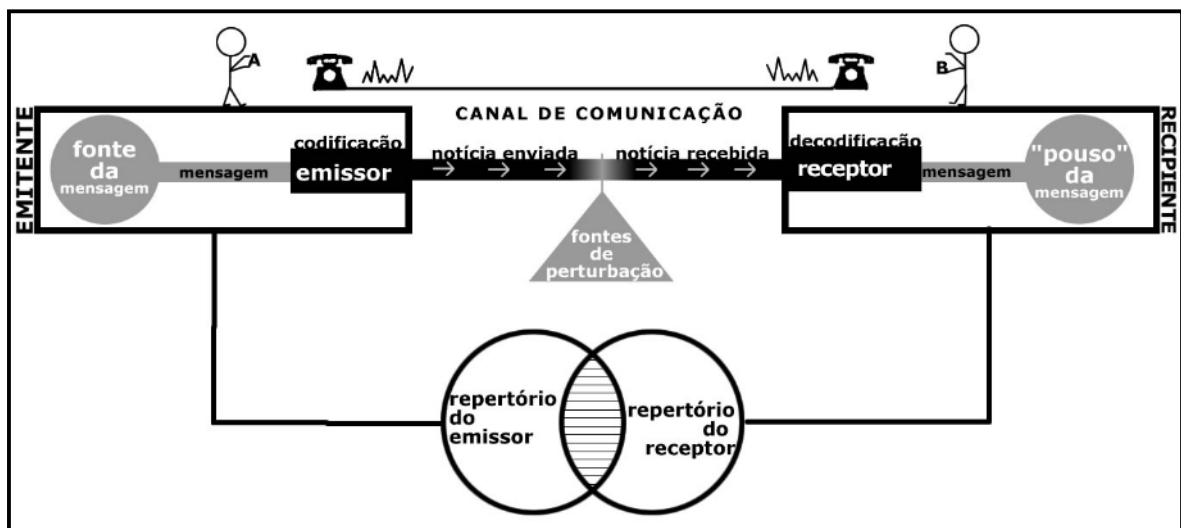 A
B
CANAL DE COMUNICAÇÃO
EMITENTE
fonte
da
mensagem
mensagem
codificação
emissor
notícia enviada
notícia recebida
decodificação
receptor
mensagem
"pouso"
da
mensagem
RECIPIENTE
fontes
de
perturbação
repertório
do
emissor
repertório
do
receptor